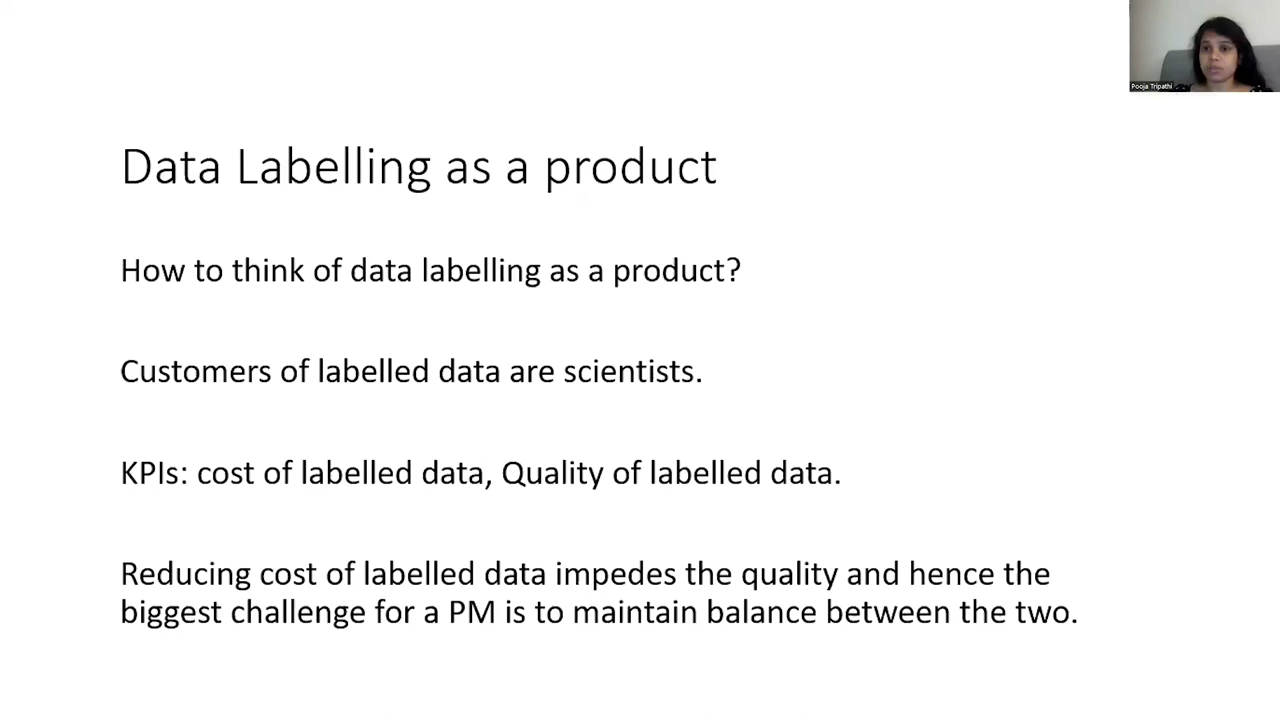 Pooja Tripathi
Data Labelling as a product
How to think of data labelling as a product?
Customers of labelled data are scientists.
KPIs: cost of labelled data, Quality of labelled data.
Reducing cost of labelled data impedes the quality and hence the
biggest challenge for a PM is to maintain balance between the two.